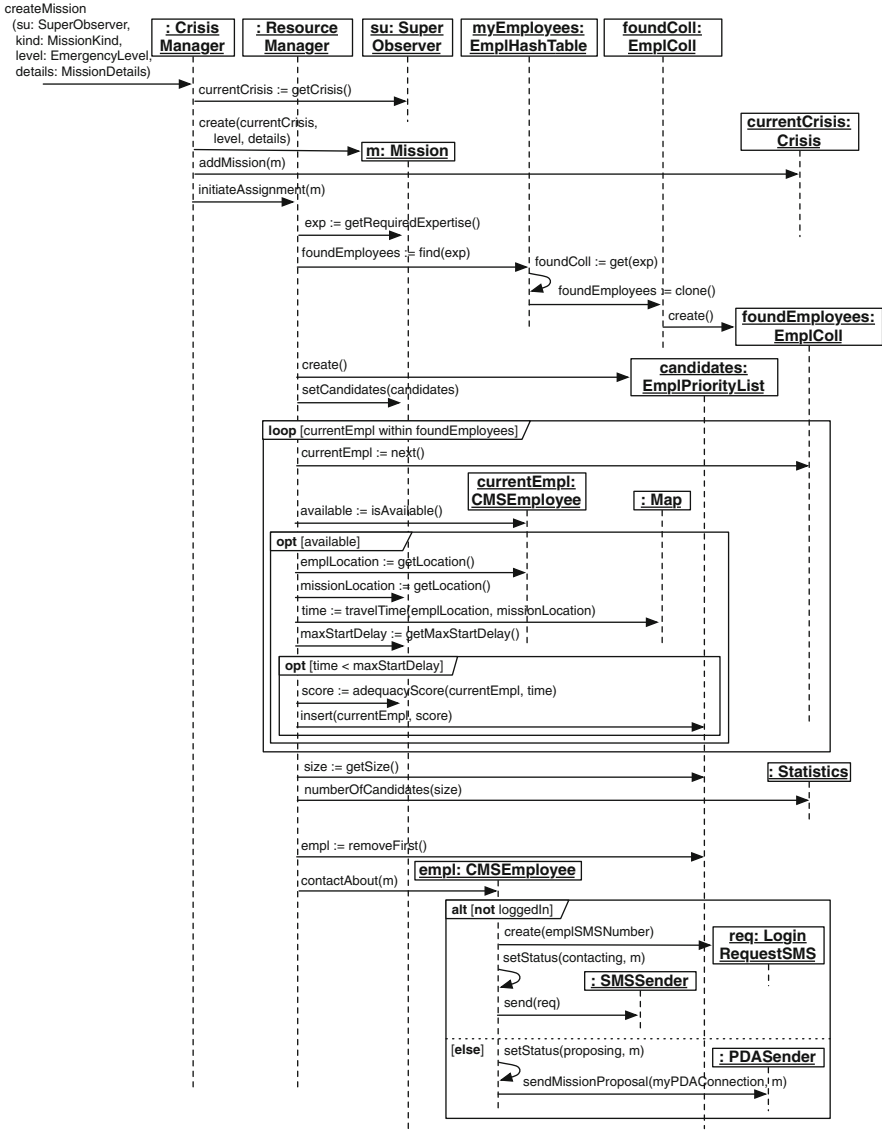 createMission
(su: SuperObserver,
kind: MissionKind,
level: EmergencyLevel,
details: MissionDetails)
: Crisis
Manager
: Resource
Manager
su: Super
Observer
myEmployees:
EmplHashTable
foundColl:
EmplColl
currentCrisis := getCrisis()
create(currentCrisis,
level, details)
m: Mission
currentCrisis:
Crisis
addMission(m)
initiateAssignment(m)
exp := getRequiredExpertise()
foundEmployees := find(exp)
foundColl := get(exp)
foundEmployees := clone()
create()
foundEmployees:
EmplColl
create()
candidates:
EmplPriorityList
setCandidates(candidates)
loop [currentEmpl within foundEmployees]
currentEmpl := next()
currentEmpl:
CMSEmployee
: Map
available := isAvailable()
opt [available]
emplLocation := getLocation()
missionLocation := getLocation()
time := travelTime(emplLocation, missionLocation)
maxStartDelay := getMaxStartDelay()
opt [time < maxStartDelay]
score := adequacyScore(currentEmpl, time)
insert(currentEmpl, score)
size := getSize()
: Statistics
numberOfCandidates(size)
empl := removeFirst()
empl: CMSEmployee
contactAbout(m)
alt [not loggedIn]
create(emplSMSNumber)
req: Login
RequestSMS
setStatus(contacting, m)
: SMSSender
send(req)
[else]
setStatus(proposing, m)
: PDASender
sendMissionProposal(myPDAConnection, m)